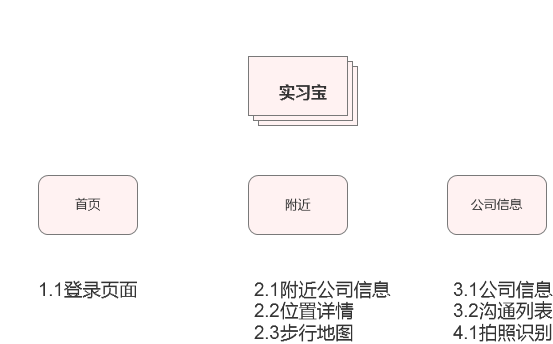 实习宝
首页
附近
公司信息
1.1登录页面
2.1附近公司信息
2.2位置详情
2.3步行地图
3.1公司信息
3.2沟通列表
4.1拍照识别